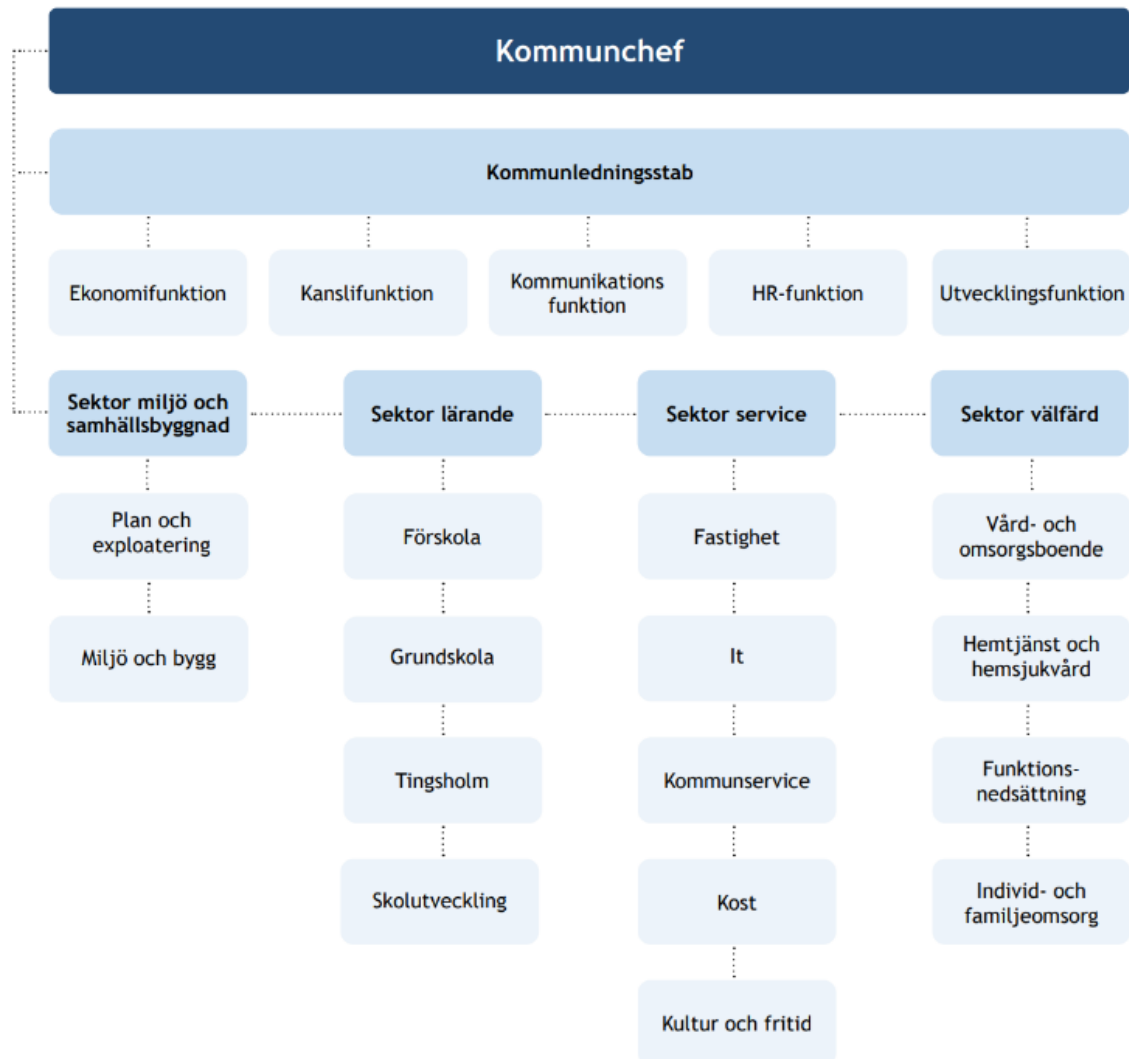 Kommunchef
Kommunledningsstab
Ekonomifunktion
Kanslifunktion
Kommunikations
funktion
HR-funktion
Utvecklingsfunktion
Sektor miljö och
samhällsbyggnad
Sektor lärande
Sektor service
Sektor välfärd
Plan och
exploatering
Förskola
Fastighet
Vård- och
omsorgsboende
Miljö och bygg
Grundskola
It
Hemtjänst och
hemsjukvård
Tingsholm
Kommunservice
Funktions-
nedsättning
Skolutveckling
Kost
Individ- och
familjeomsorg
Kultur och fritid